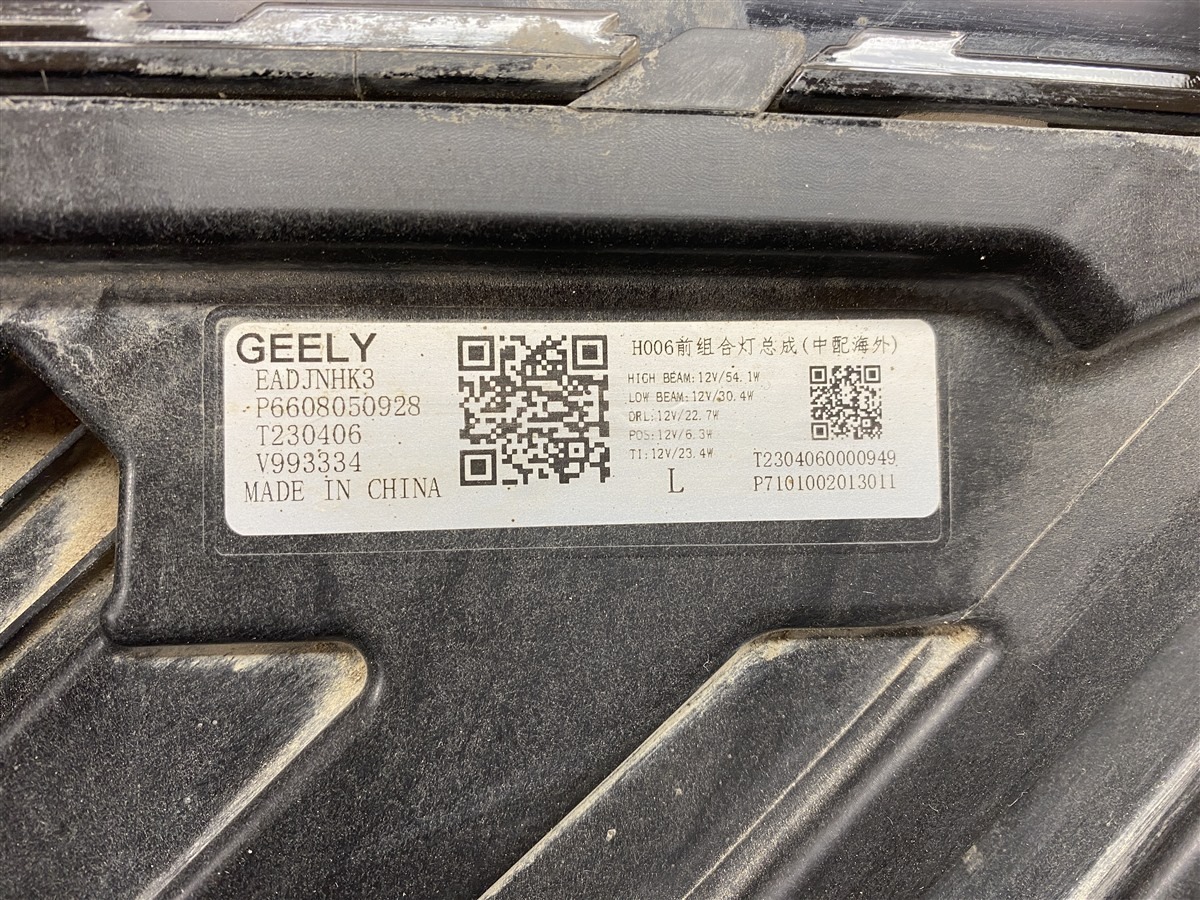 GEELY
EADJNHK3
P6608050928
T230406
V993334
MADE IN CHINA
H006前组合灯总成(中配海外)
HIGH BEAM:12V/54.1W
LOW BEAM:12V/30.4W
DRL:12V/22.7W
POS:12V/6.3W
TI:12V/23.4W
L
T2304060000949
P7101002013011